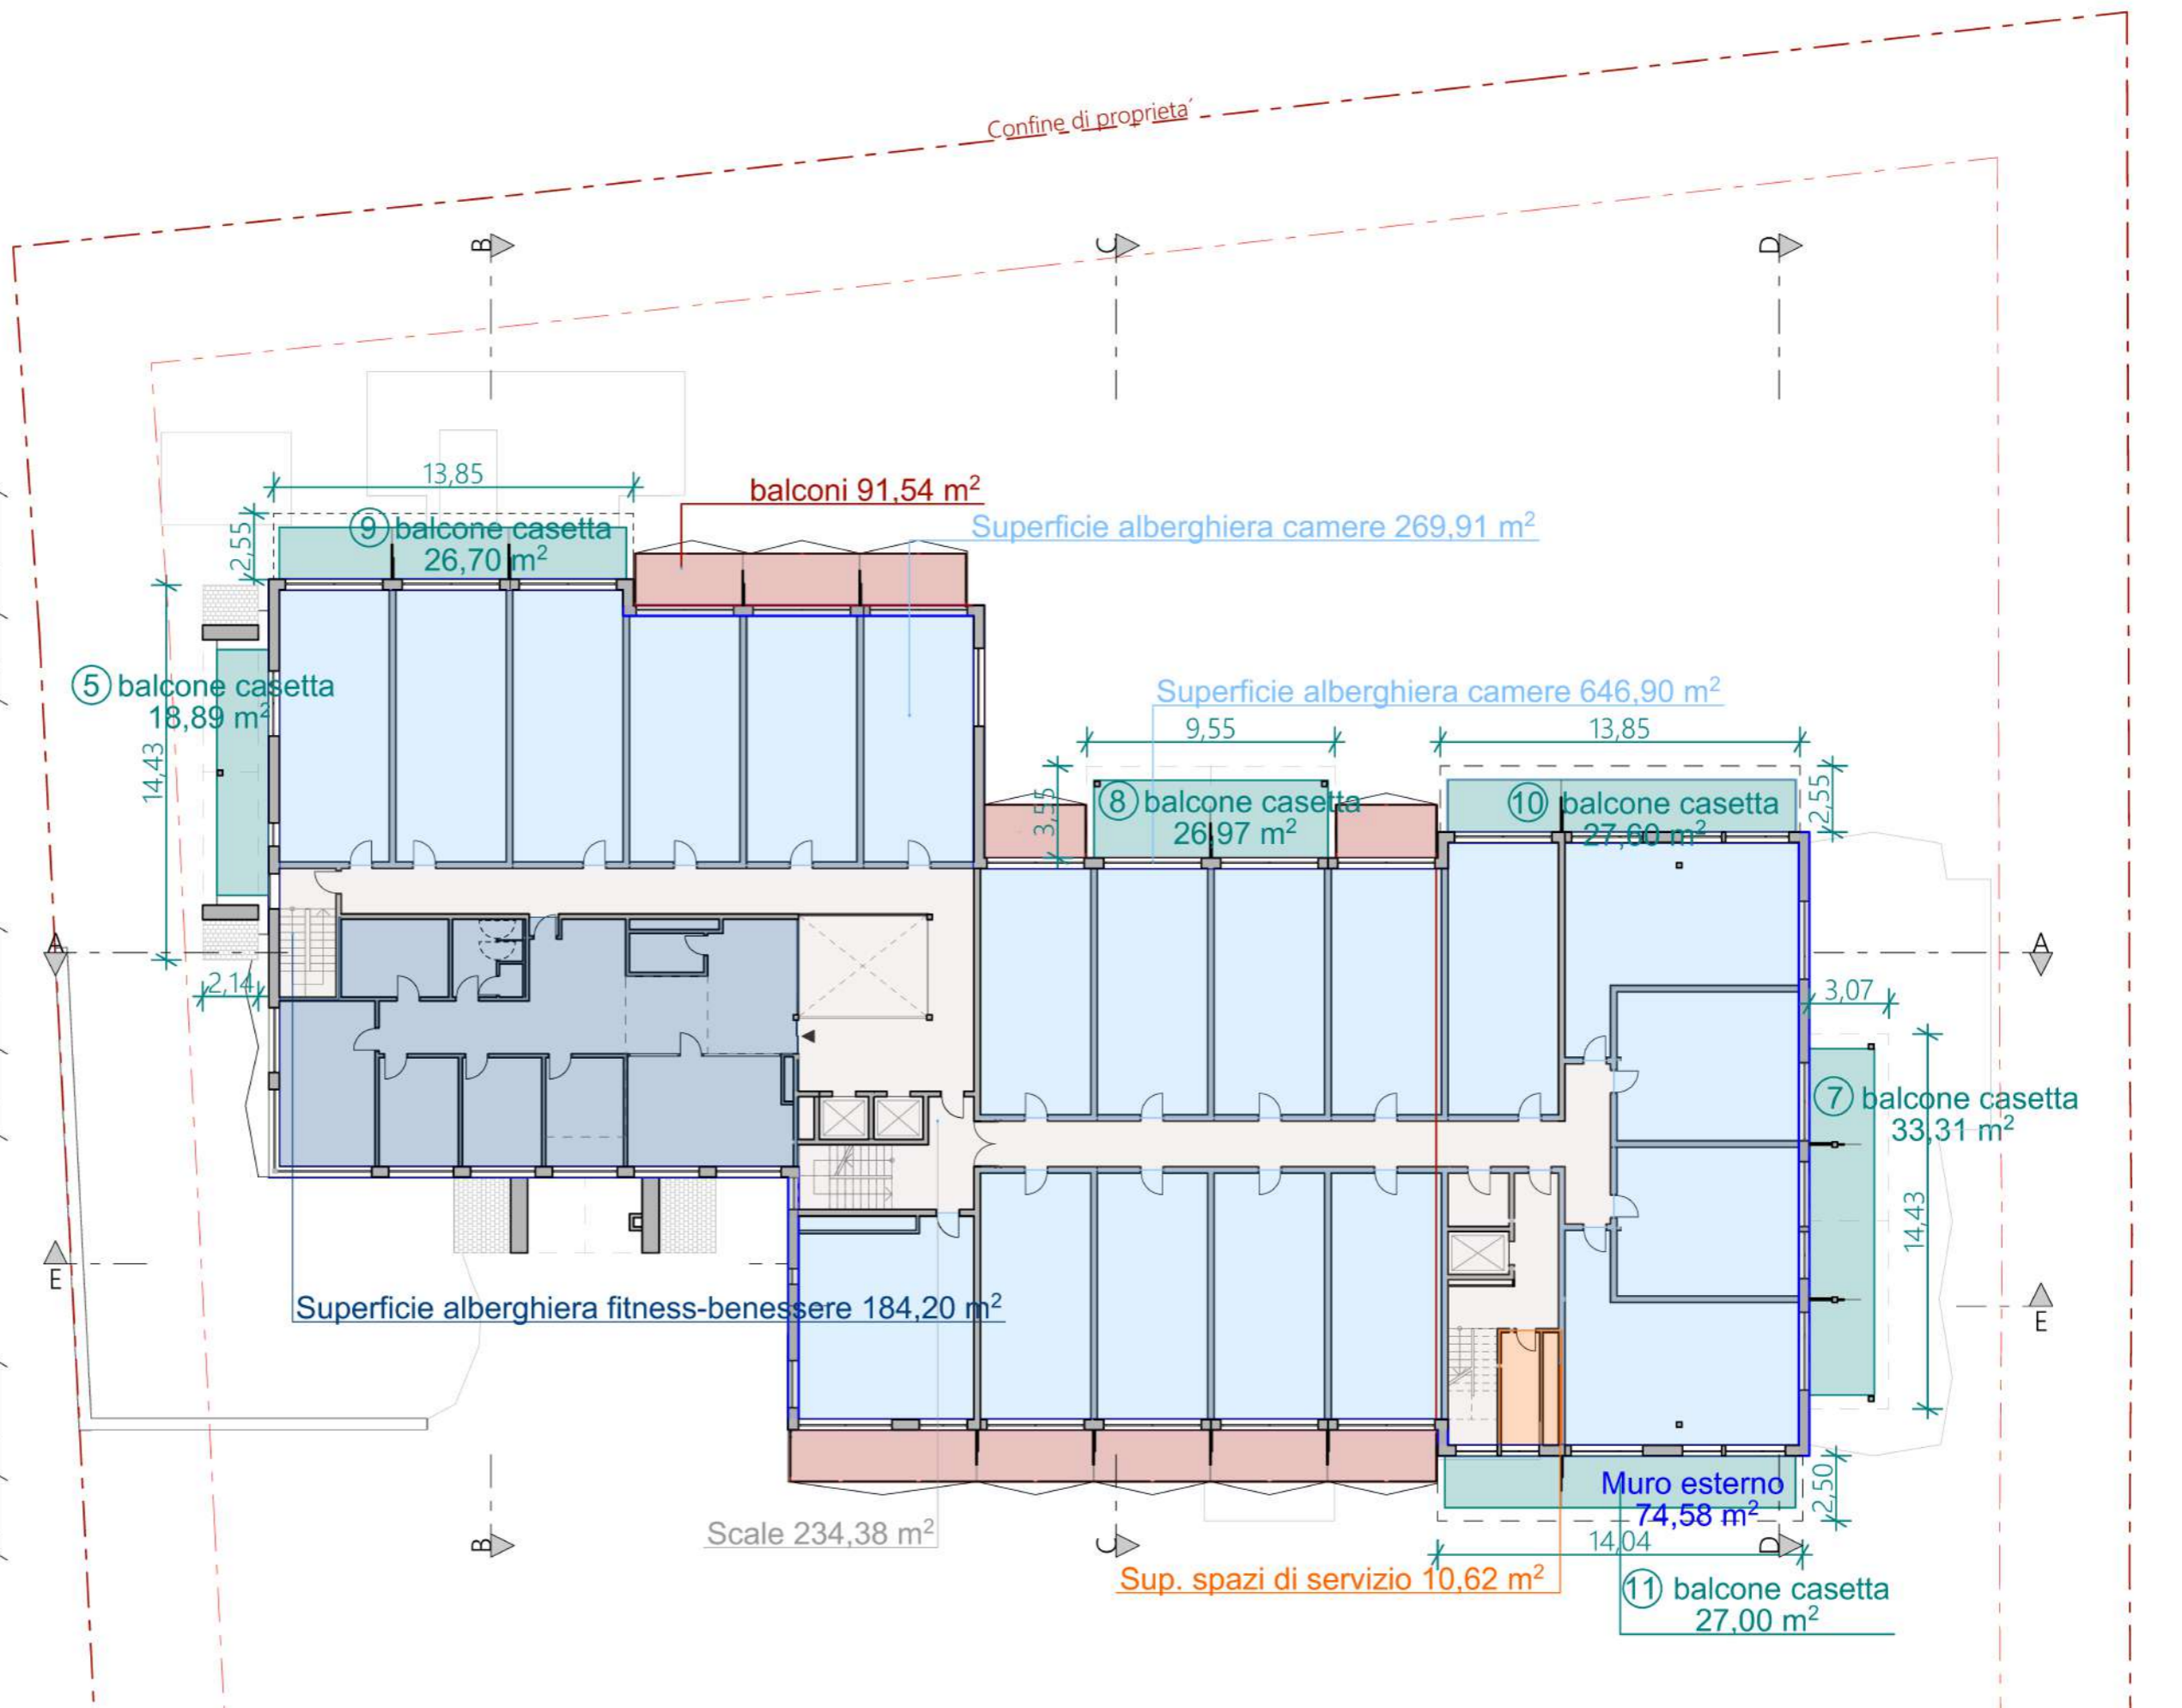 Confine di proprieta´
B
C
D
13,85
balconi 91,54 m²
Superficie alberghiera camere 269,91 m²
2,55
9 balcone casetta
26,70 m²
5 balcone casetta
18,89 m²
14,43
Superficie alberghiera camere 646,90 m²
9,55
13,85
3,55
8 balcone casetta
26,97 m²
10 balcone casetta
27,60 m²
2,55
A
A
2,14
3,07
7 balcone casetta
33,31 m²
14,43
E
E
Superficie alberghiera fitness-benessere 184,20 m²
Muro esterno
74,58 m²
2,50
Scale 234,38 m²
14,04
B
C
D
Sup. spazi di servizio 10,62 m²
11 balcone casetta
27,00 m²